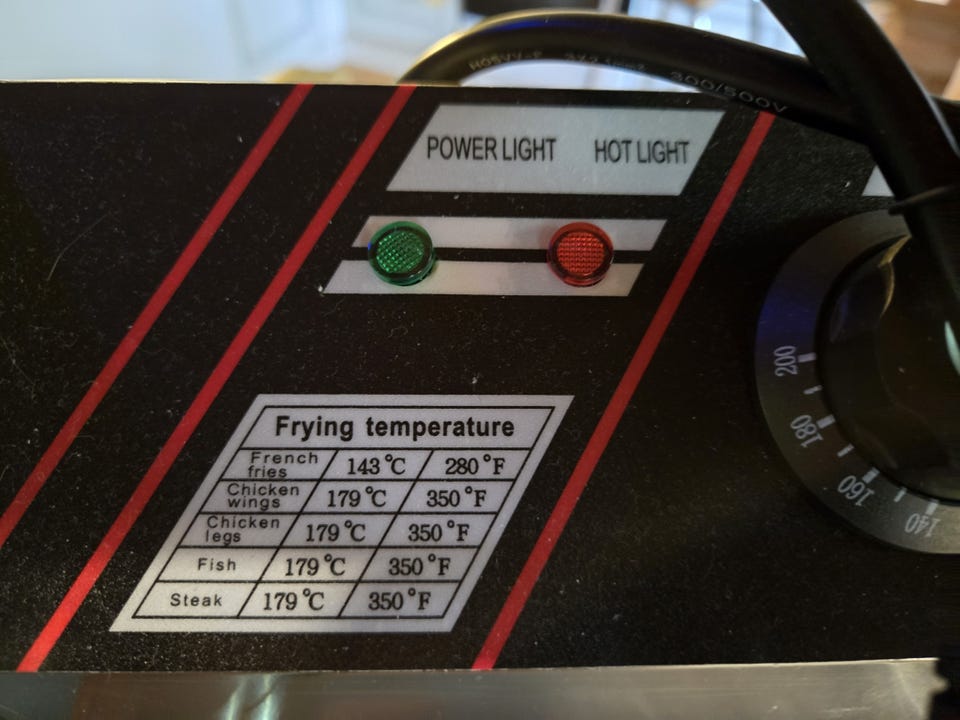 H05VV-F 300/500V
POWER LIGHT HOT LIGHT
200
180
160
140
Frying temperature
French fries 143°C 280°F
Chicken wings 179°C 350°F
Chicken legs 179°C 350°F
Fish 179°C 350°F
Steak 179°C 350°F